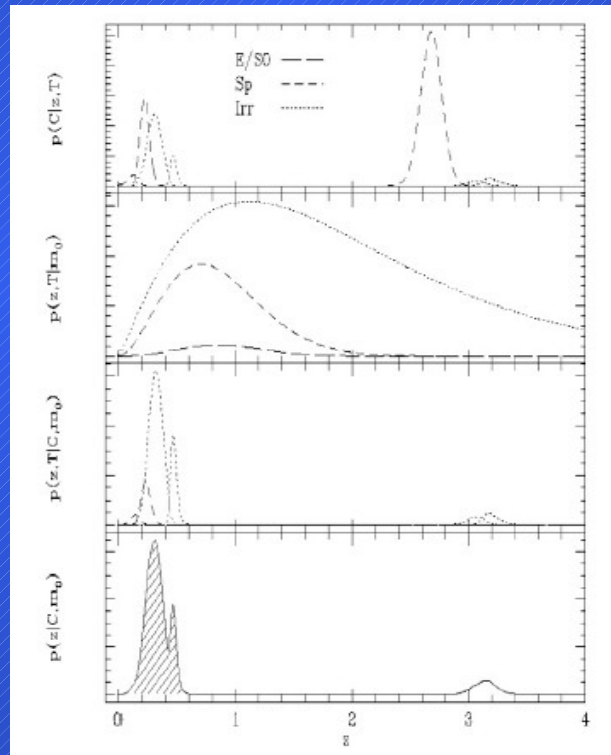 p(C|z,T)
E/S0
Sp
Irr
p(z,T|m₀)
p(z,T|C,m₀)
p(z|C,m₀)
0 1 2 3 4
z